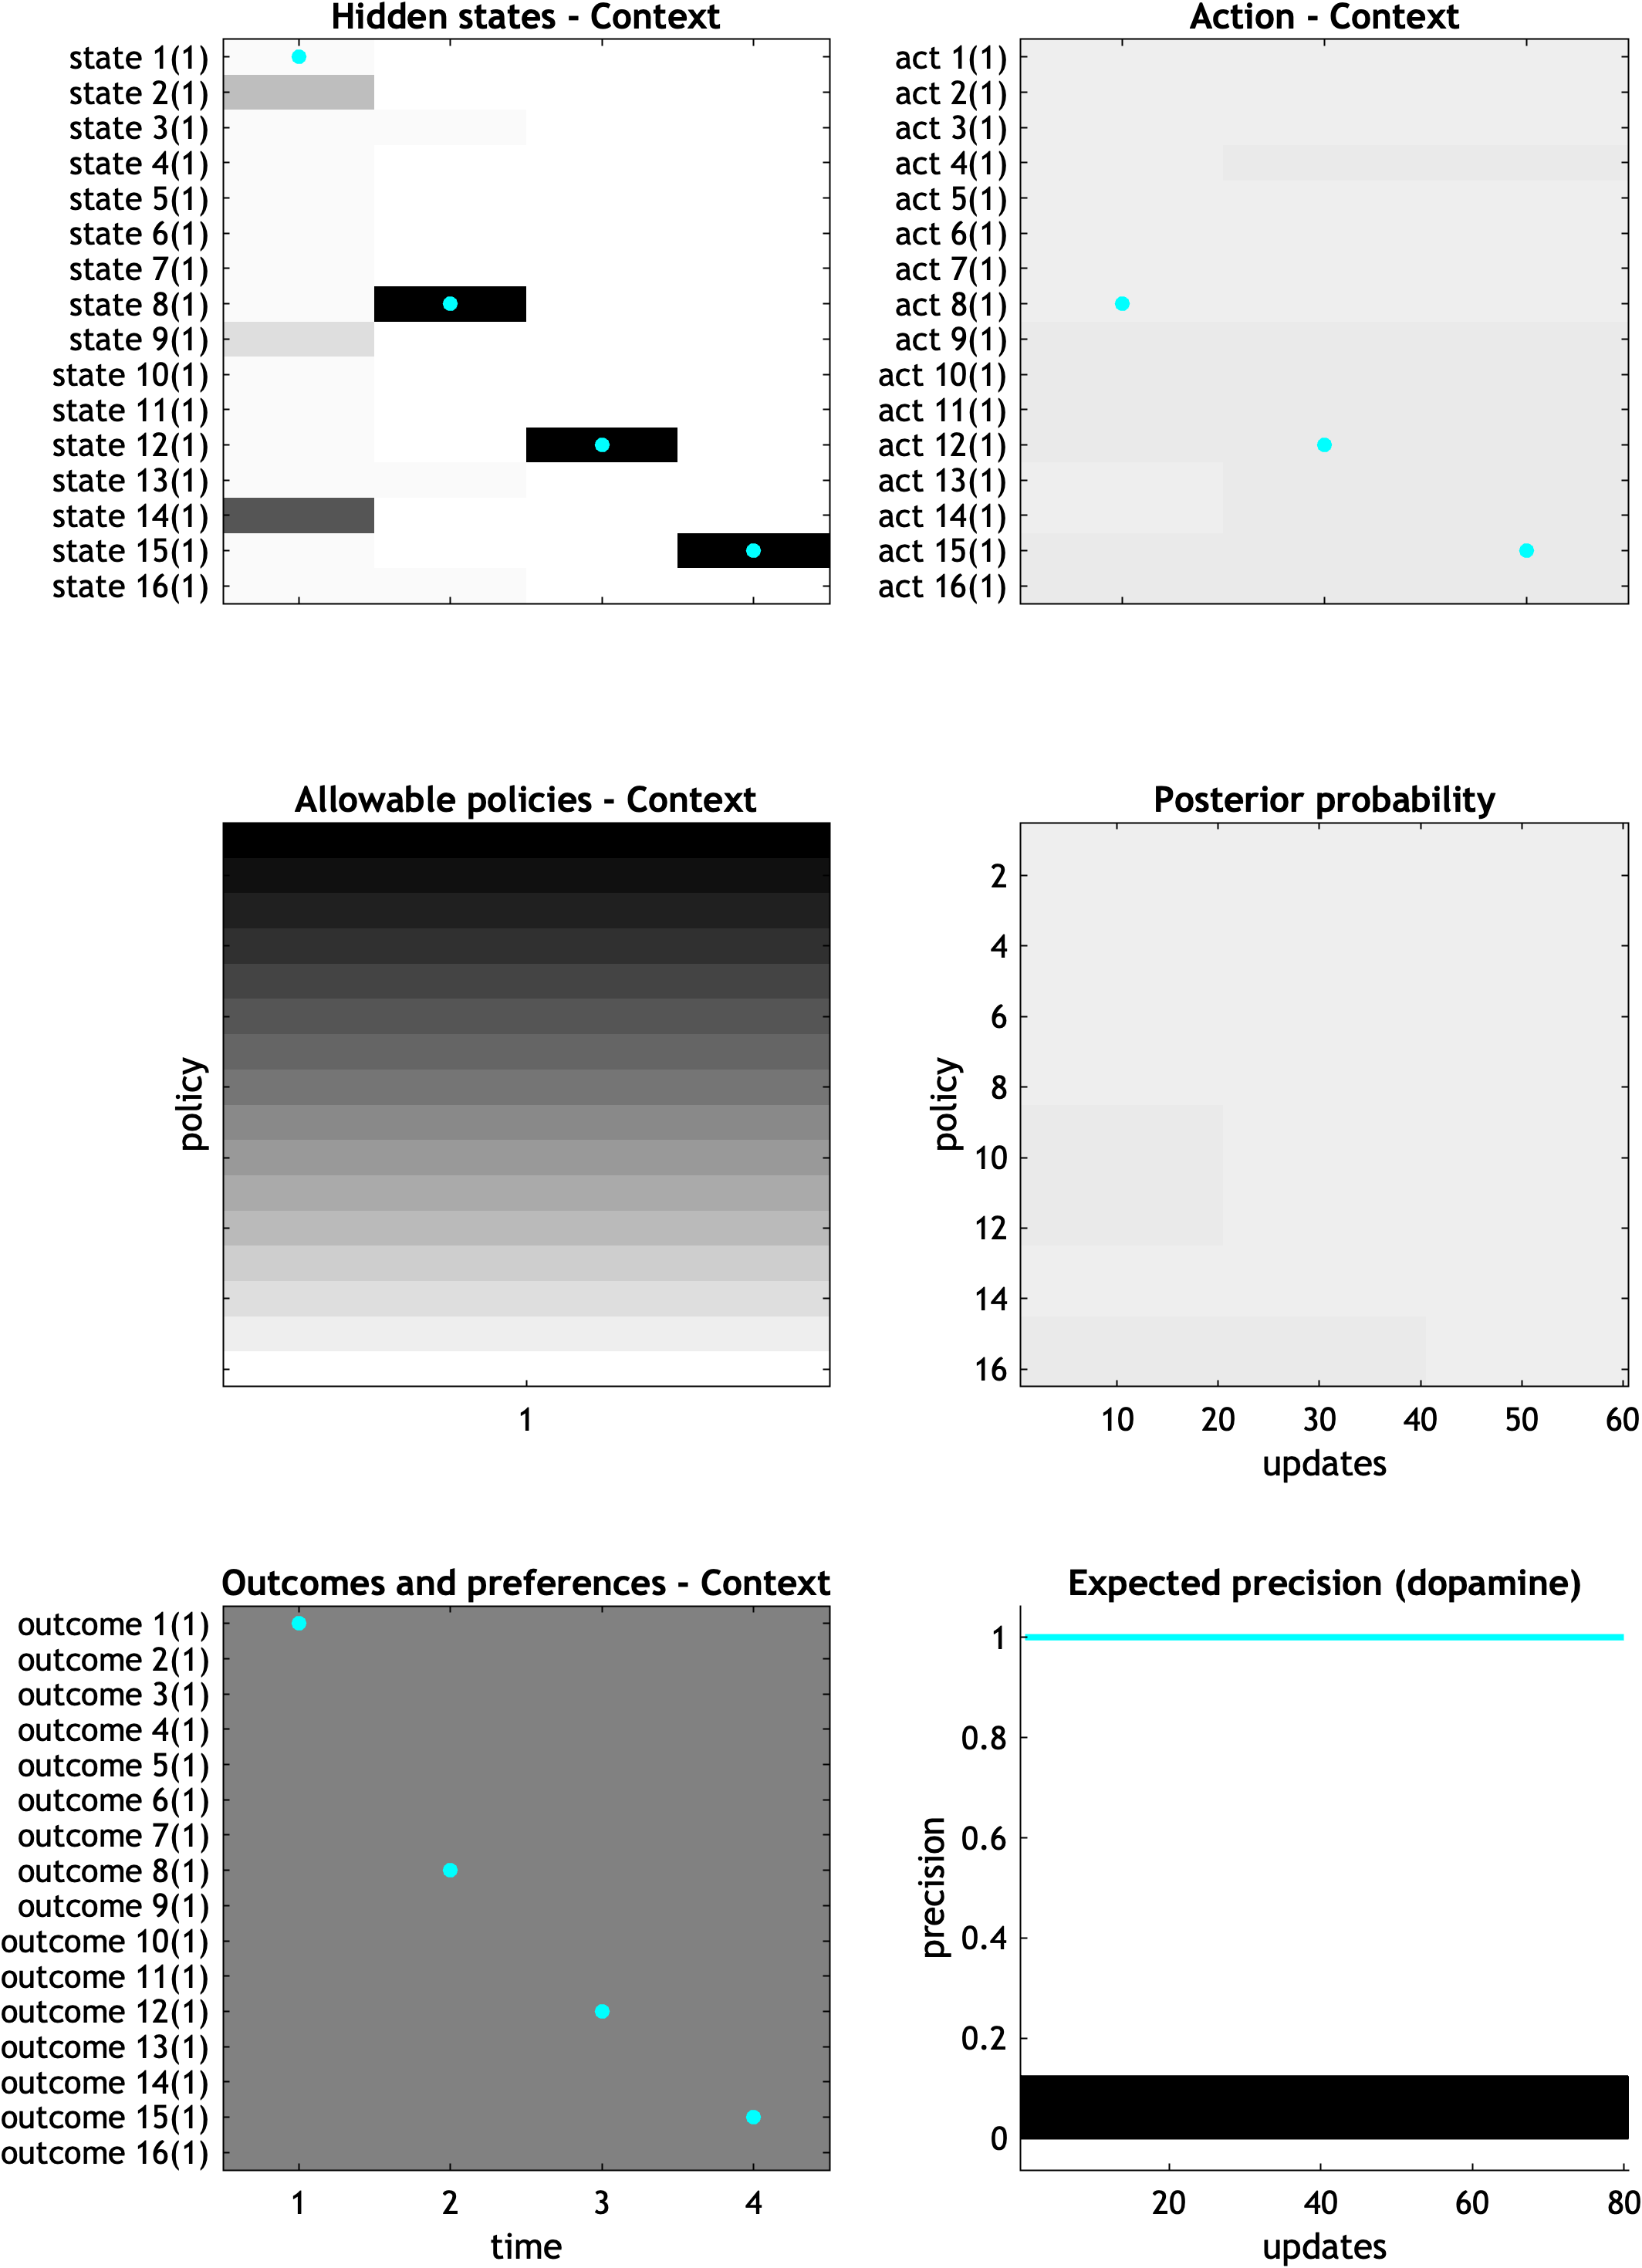 Hidden states - Context
state 1(1)
state 2(1)
state 3(1)
state 4(1)
state 5(1)
state 6(1)
state 7(1)
state 8(1)
state 9(1)
state 10(1)
state 11(1)
state 12(1)
state 13(1)
state 14(1)
state 15(1)
state 16(1)
Action - Context
act 1(1)
act 2(1)
act 3(1)
act 4(1)
act 5(1)
act 6(1)
act 7(1)
act 8(1)
act 9(1)
act 10(1)
act 11(1)
act 12(1)
act 13(1)
act 14(1)
act 15(1)
act 16(1)
Allowable policies - Context
policy
1
Posterior probability
policy
2
4
6
8
10
12
14
16
10 20 30 40 50 60
updates
Outcomes and preferences - Context
outcome 1(1)
outcome 2(1)
outcome 3(1)
outcome 4(1)
outcome 5(1)
outcome 6(1)
outcome 7(1)
outcome 8(1)
outcome 9(1)
outcome 10(1)
outcome 11(1)
outcome 12(1)
outcome 13(1)
outcome 14(1)
outcome 15(1)
outcome 16(1)
1 2 3 4
time
Expected precision (dopamine)
precision
1
0.8
0.6
0.4
0.2
0
20 40 60 80
updates